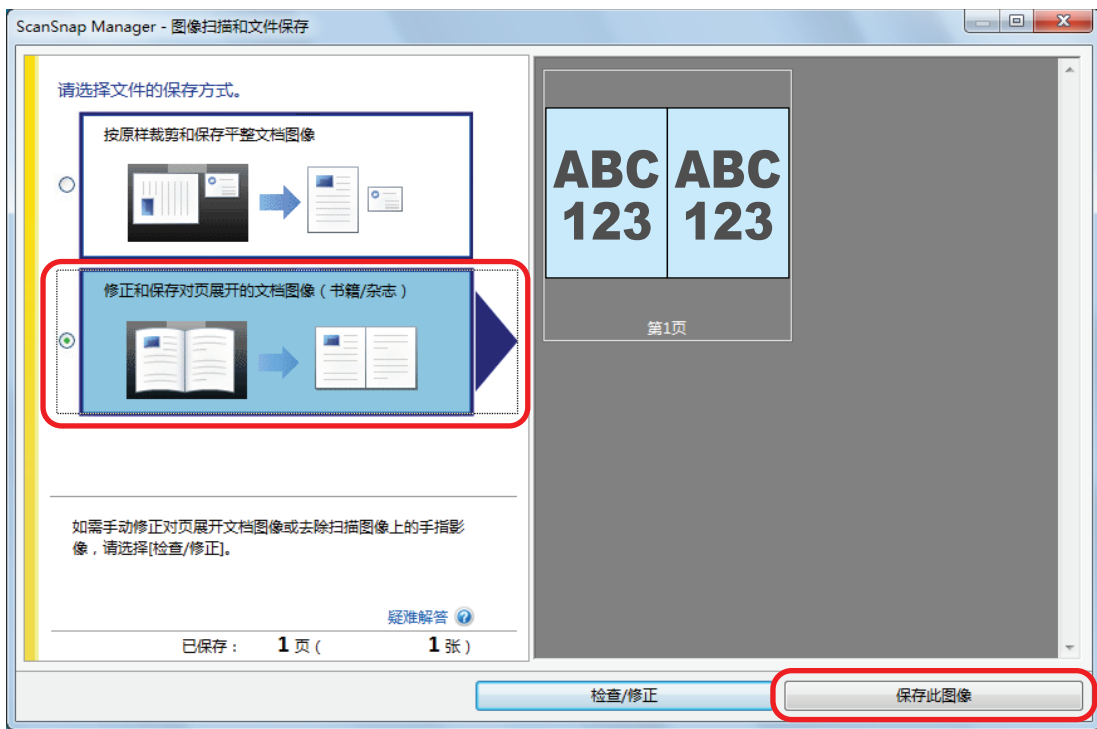 ScanSnap Manager - 图像扫描和文件保存
请选择文件的保存方式。
按原样裁剪和保存平整文档图像
修正和保存对页展开的文档图像（书籍/杂志）
如需手动修正对页展开文档图像或去除扫描图像上的手指影
像，请选择[检查/修正]。
疑难解答
已保存： 1 页（ 1 张）
ABC ABC
123 123
第1页
检查/修正 保存此图像